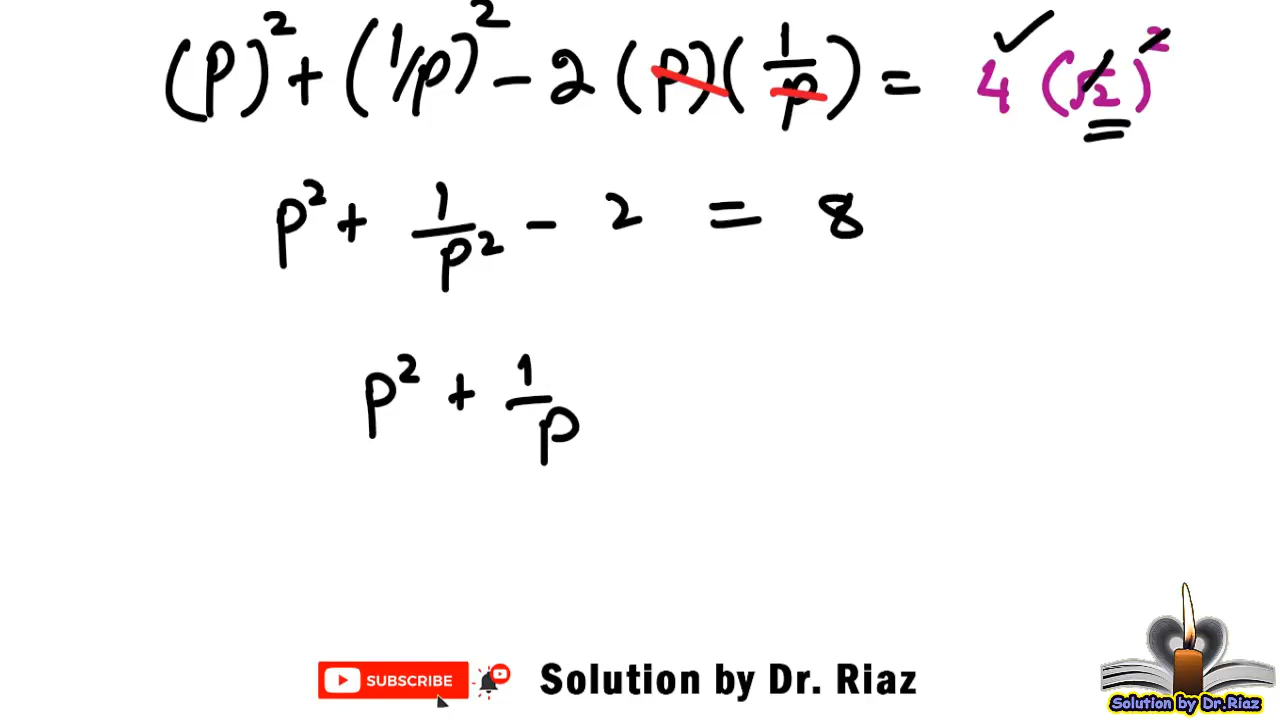 (P)² + (1/P)² - 2 (P)(1/P) = 4 (√2)²
P² + 1/P² - 2 = 8
P² + 1/P
SUBSCRIBE
Solution by Dr. Riaz
Solution by Dr.Riaz